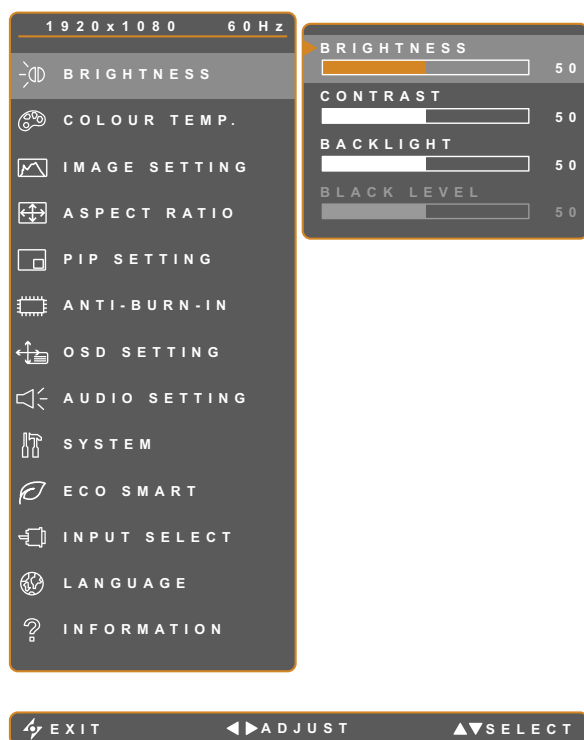 1920x1080 60Hz
BRIGHTNESS
COLOUR TEMP.
IMAGE SETTING
ASPECT RATIO
PIP SETTING
ANTI-BURN-IN
OSD SETTING
AUDIO SETTING
SYSTEM
ECO SMART
INPUT SELECT
LANGUAGE
INFORMATION
BRIGHTNESS
50
CONTRAST
50
BACKLIGHT
50
BLACK LEVEL
50
EXIT ◀▶ADJUST ▲▼SELECT